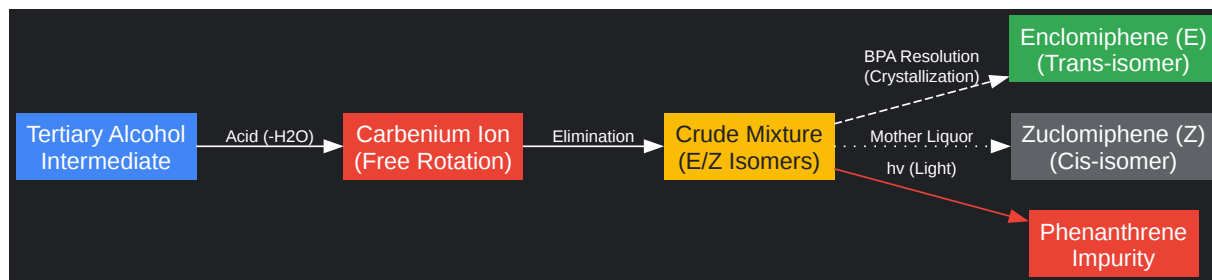 Tertiary Alcohol
Intermediate
Acid (-H2O)
Carbenium Ion
(Free Rotation)
Elimination
Crude Mixture
(E/Z Isomers)
BPA Resolution
(Crystallization)
Enclomiphene (E)
(Trans-isomer)
Mother Liquor
Zuclomiphene (Z)
(Cis-isomer)
hv (Light)
Phenanthrene
Impurity